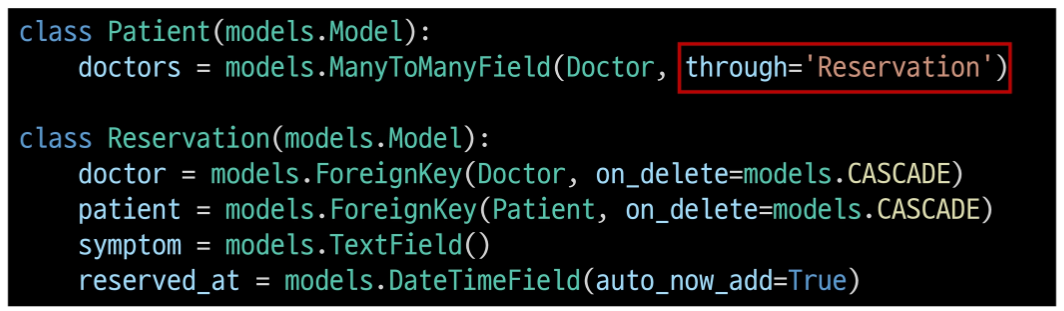 class Patient(models.Model):
    doctors = models.ManyToManyField(Doctor, through='Reservation')
class Reservation(models.Model):
    doctor = models.ForeignKey(Doctor, on_delete=models.CASCADE)
    patient = models.ForeignKey(Patient, on_delete=models.CASCADE)
    symptom = models.TextField()
    reserved_at = models.DateTimeField(auto_now_add=True)